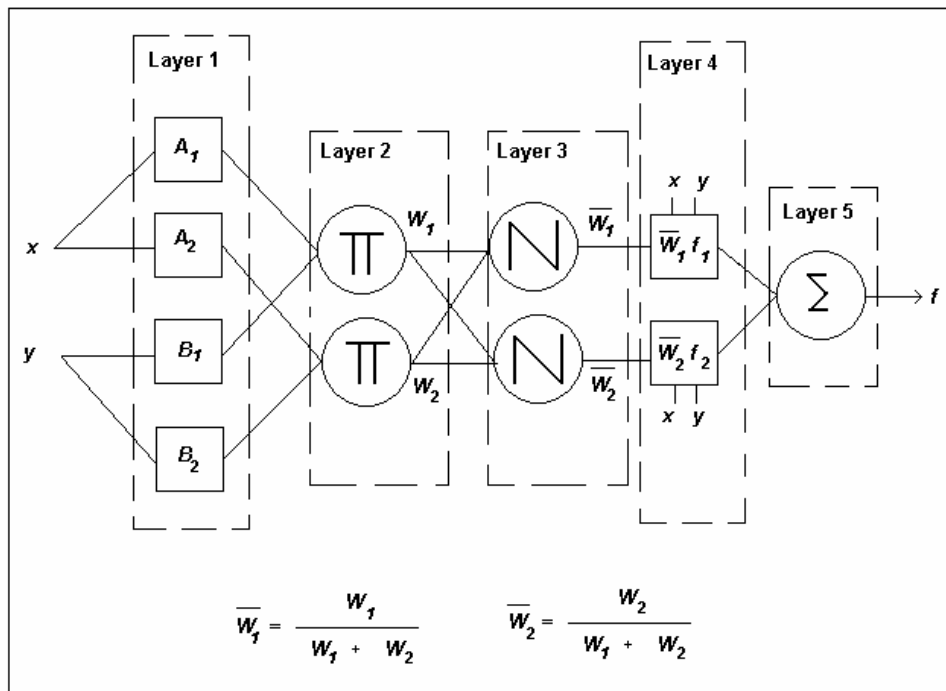 Layer 1
Layer 2
Layer 3
Layer 4
Layer 5
x
y
A₁
A₂
B₁
B₂
∏
∏
W₁
W₂
N
N
W̅₁
W̅₂
x y
W̅₁ f₁
W̅₂ f₂
x y
Σ
f
W̅₁ = W₁ / W₁ + W₂
W̅₂ = W₂ / W₁ + W₂